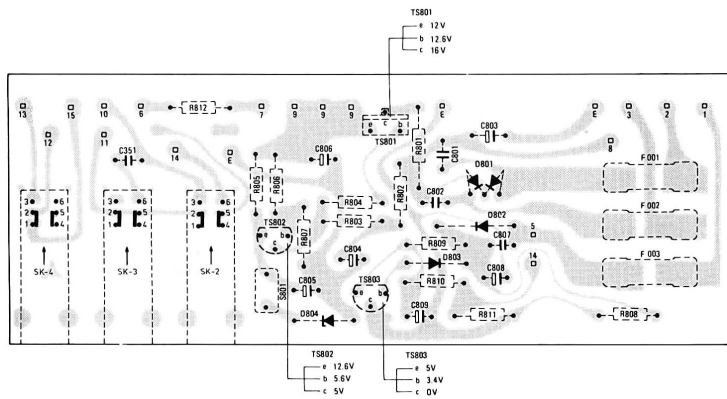 TS801
e 12V
b 12.6V
c 16V
13 15 10 6 R812 7 9 9 9 E E 3 2 1
12 11 14 E 8
C351 C806 e c b TS801 R801 C801 C803 F 001
R805 R806 R804 R803 R802 C802 D801
3 6 3 6 3 6
2 5 2 5 2 5
1 4 1 4 1 4
TS802 R807 D802 F 002
e b c R809 C807 5
SK-4 SK-3 SK-2 C804 D803 14 F 003
S801 C805 TS803 R810 C808
e b c
D804 C809 R811 R808
TS802
e 12.6V
b 5.6V
c 5V
TS803
e 5V
b 3.4V
c 0V